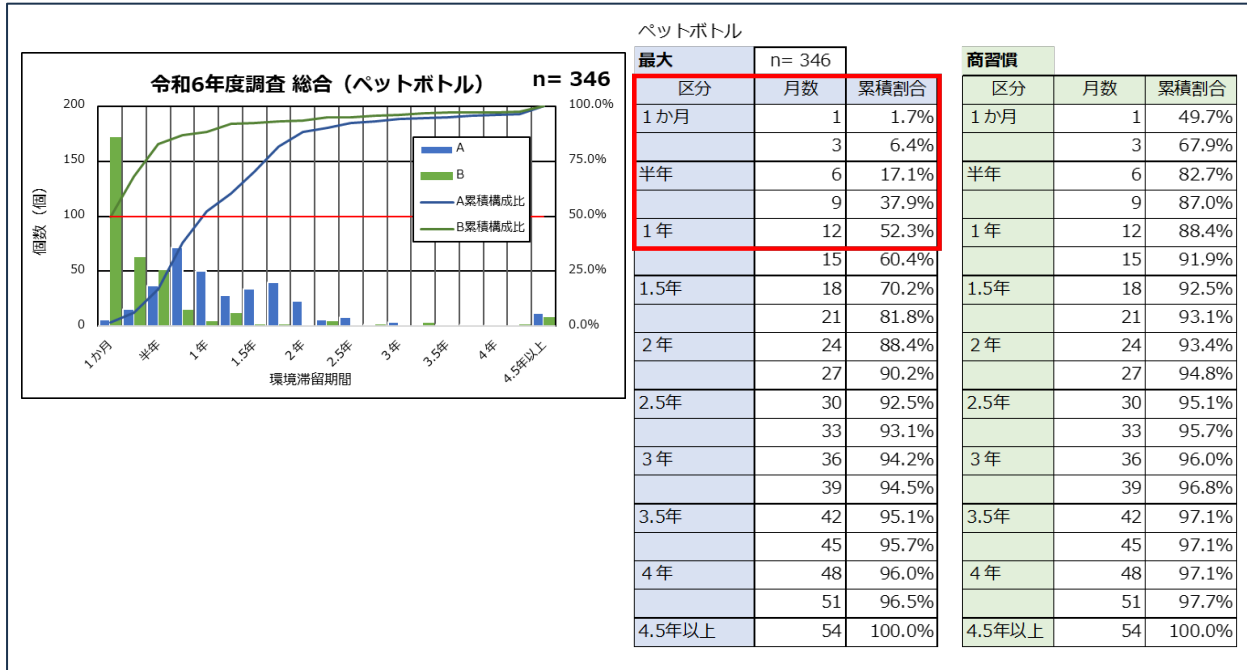 令和6年度調査 総合（ペットボトル） n= 346
200
150
100
50
0
個数（個）
100.0%
75.0%
50.0%
25.0%
0.0%
A
B
A累積構成比
B累積構成比
1か月 半年 1年 1.5年 2年 2.5年 3年 3.5年 4年 4.5年以上
環境滞留期間
ペットボトル
最大 n= 346
区分 月数 累積割合
1か月 1 1.7%
3 6.4%
半年 6 17.1%
9 37.9%
1年 12 52.3%
15 60.4%
1.5年 18 70.2%
21 81.8%
2年 24 88.4%
27 90.2%
2.5年 30 92.5%
33 93.1%
3年 36 94.2%
39 94.5%
3.5年 42 95.1%
45 95.7%
4年 48 96.0%
51 96.5%
4.5年以上 54 100.0%
商習慣
区分 月数 累積割合
1か月 1 49.7%
3 67.9%
半年 6 82.7%
9 87.0%
1年 12 88.4%
15 91.9%
1.5年 18 92.5%
21 93.1%
2年 24 93.4%
27 94.8%
2.5年 30 95.1%
33 95.7%
3年 36 96.0%
39 96.8%
3.5年 42 97.1%
45 97.1%
4年 48 97.1%
51 97.7%
4.5年以上 54 100.0%